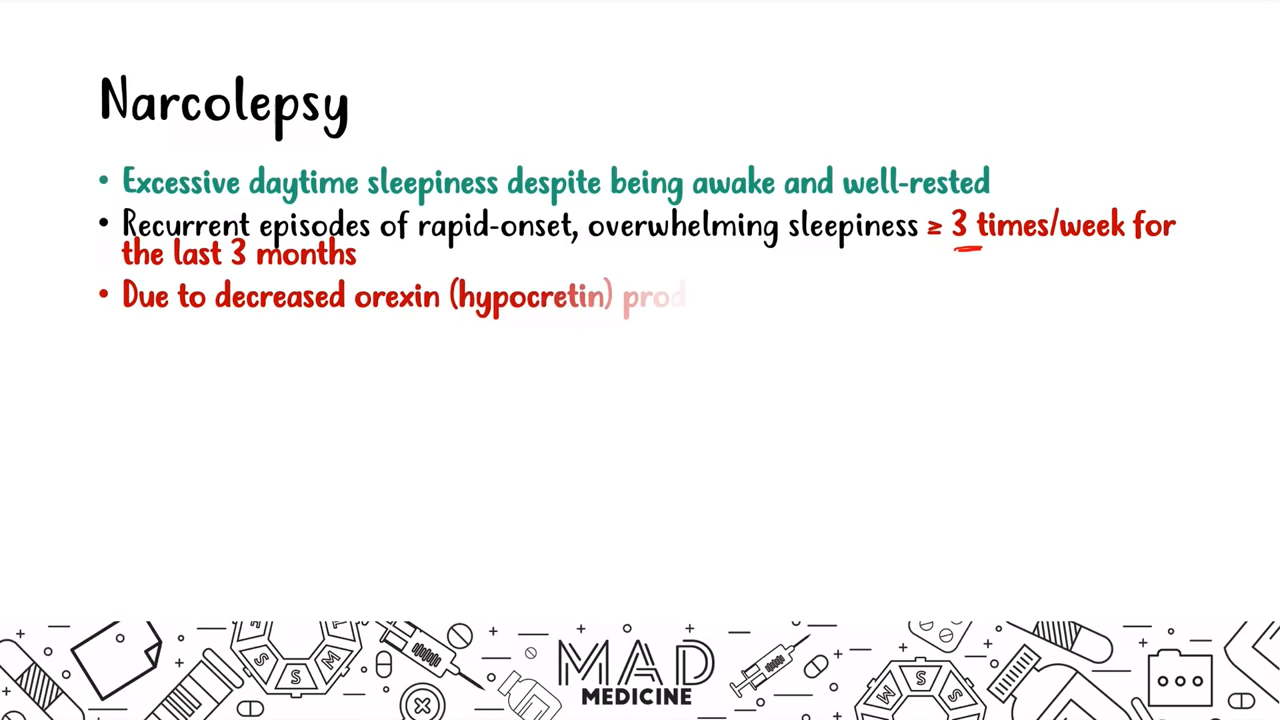 Narcolepsy
• Excessive daytime sleepiness despite being awake and well-rested
• Recurrent episodes of rapid-onset, overwhelming sleepiness ≥ 3 times/week for
the last 3 months
• Due to decreased orexin (hypocretin) prod
S S M
M S S
MAD
MEDICINE